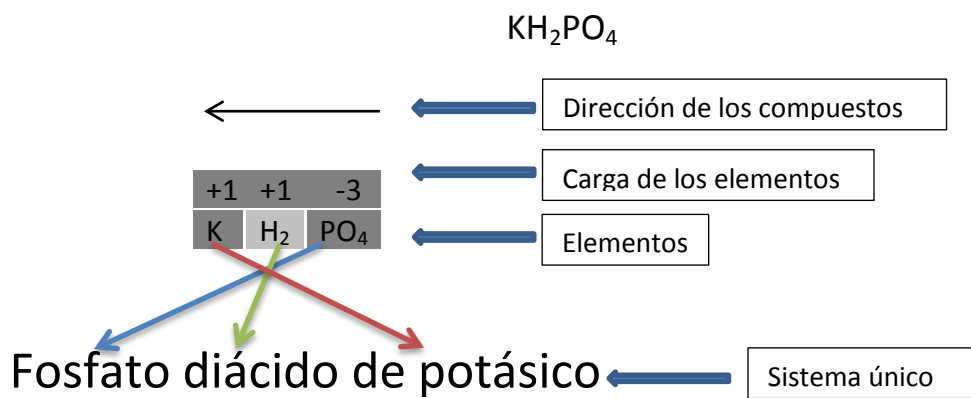 KH₂PO₄
Dirección de los compuestos
+1 +1 -3
Carga de los elementos
K H₂ PO₄
Elementos
Fosfato diácido de potásico
Sistema único